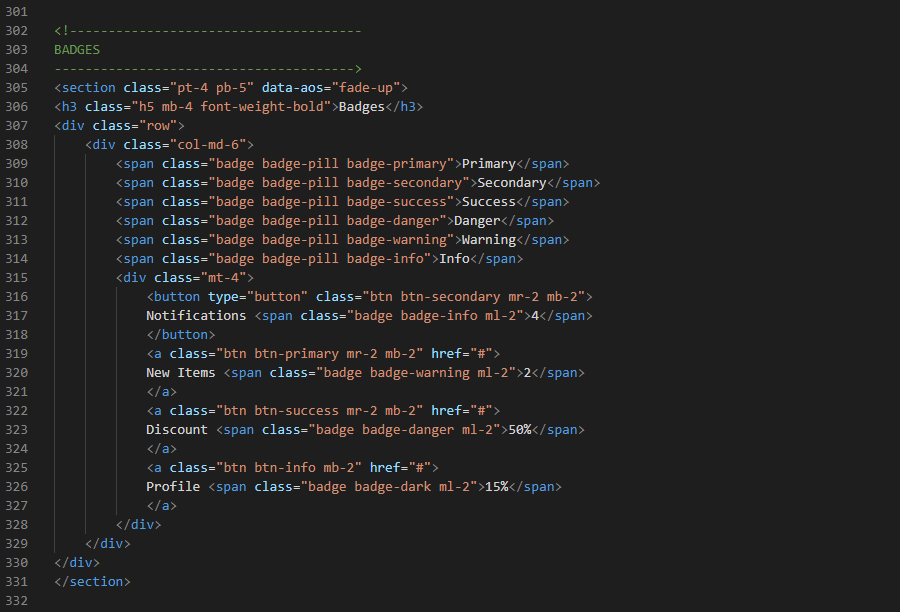 301
302 <!--------------------------------------
303 BADGES
304 --------------------------------------->
305 <section class="pt-4 pb-5" data-aos="fade-up">
306 <h3 class="h5 mb-4 font-weight-bold">Badges</h3>
307 <div class="row">
308 <div class="col-md-6">
309 <span class="badge badge-pill badge-primary">Primary</span>
310 <span class="badge badge-pill badge-secondary">Secondary</span>
311 <span class="badge badge-pill badge-success">Success</span>
312 <span class="badge badge-pill badge-danger">Danger</span>
313 <span class="badge badge-pill badge-warning">Warning</span>
314 <span class="badge badge-pill badge-info">Info</span>
315 <div class="mt-4">
316 <button type="button" class="btn btn-secondary mr-2 mb-2">
317 Notifications <span class="badge badge-info ml-2">4</span>
318 </button>
319 <a class="btn btn-primary mr-2 mb-2" href="#">
320 New Items <span class="badge badge-warning ml-2">2</span>
321 </a>
322 <a class="btn btn-success mr-2 mb-2" href="#">
323 Discount <span class="badge badge-danger ml-2">50%</span>
324 </a>
325 <a class="btn btn-info mb-2" href="#">
326 Profile <span class="badge badge-dark ml-2">15%</span>
327 </a>
328 </div>
329 </div>
330 </div>
331 </section>
332